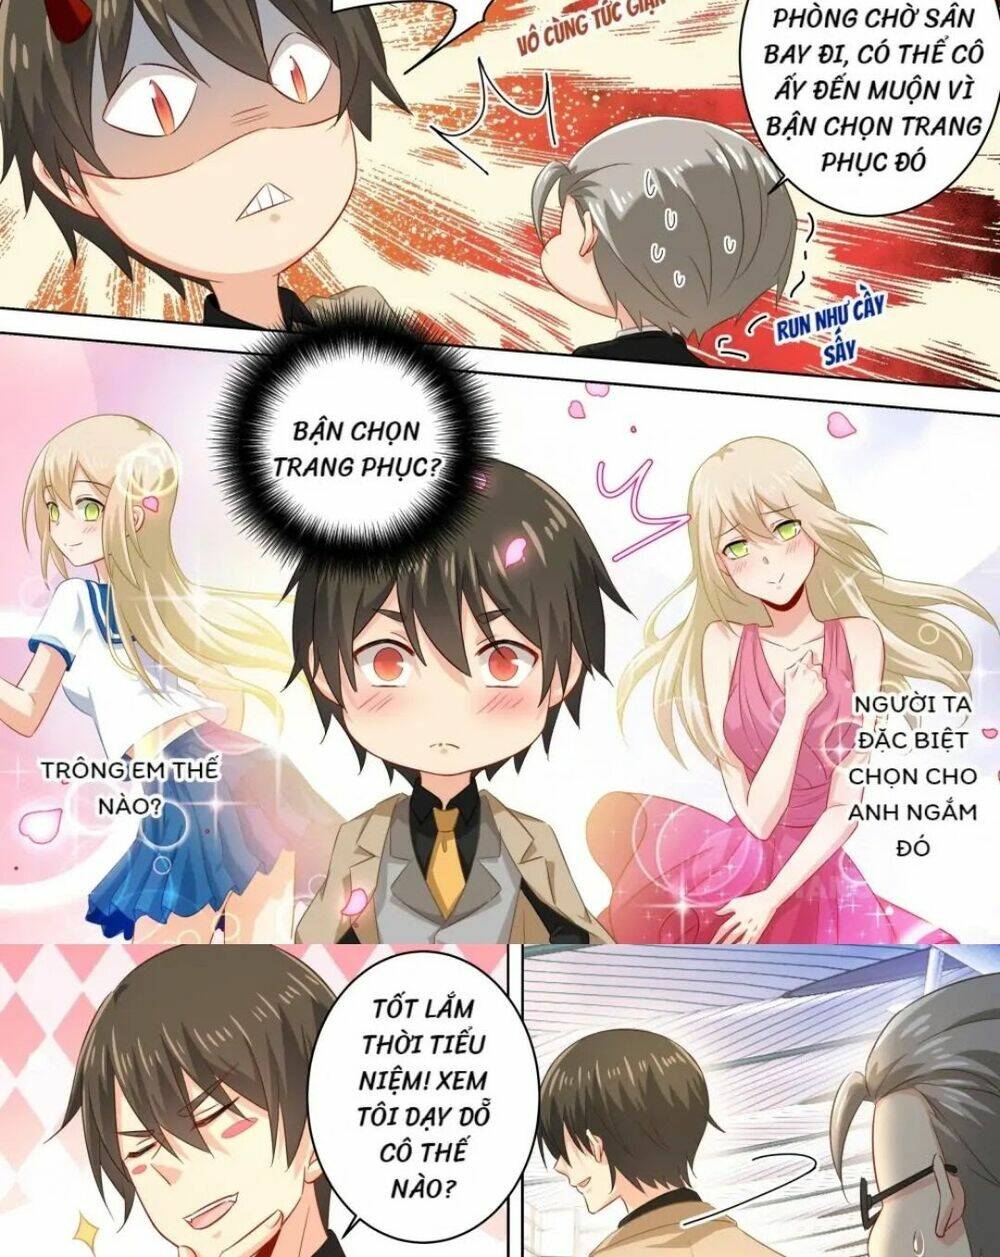 VÔ CÙNG TỨC GIẬN
PHÒNG CHỜ SÂN
BAY ĐI, CÓ THỂ CÔ
ẤY ĐẾN MUỘN VÌ
BẬN CHỌN TRANG
PHỤC ĐÓ
RUN NHƯ CẦY
SẤY
BẬN CHỌN
TRANG PHỤC?
TRÔNG EM THẾ
NÀO?
NGƯỜI TA
ĐẶC BIỆT
CHỌN CHO
ANH NGẮM
ĐÓ
TỐT LẮM
THỜI TIỂU
NIỆM! XEM
TÔI DẠY DỖ
CÔ THẾ
NÀO?